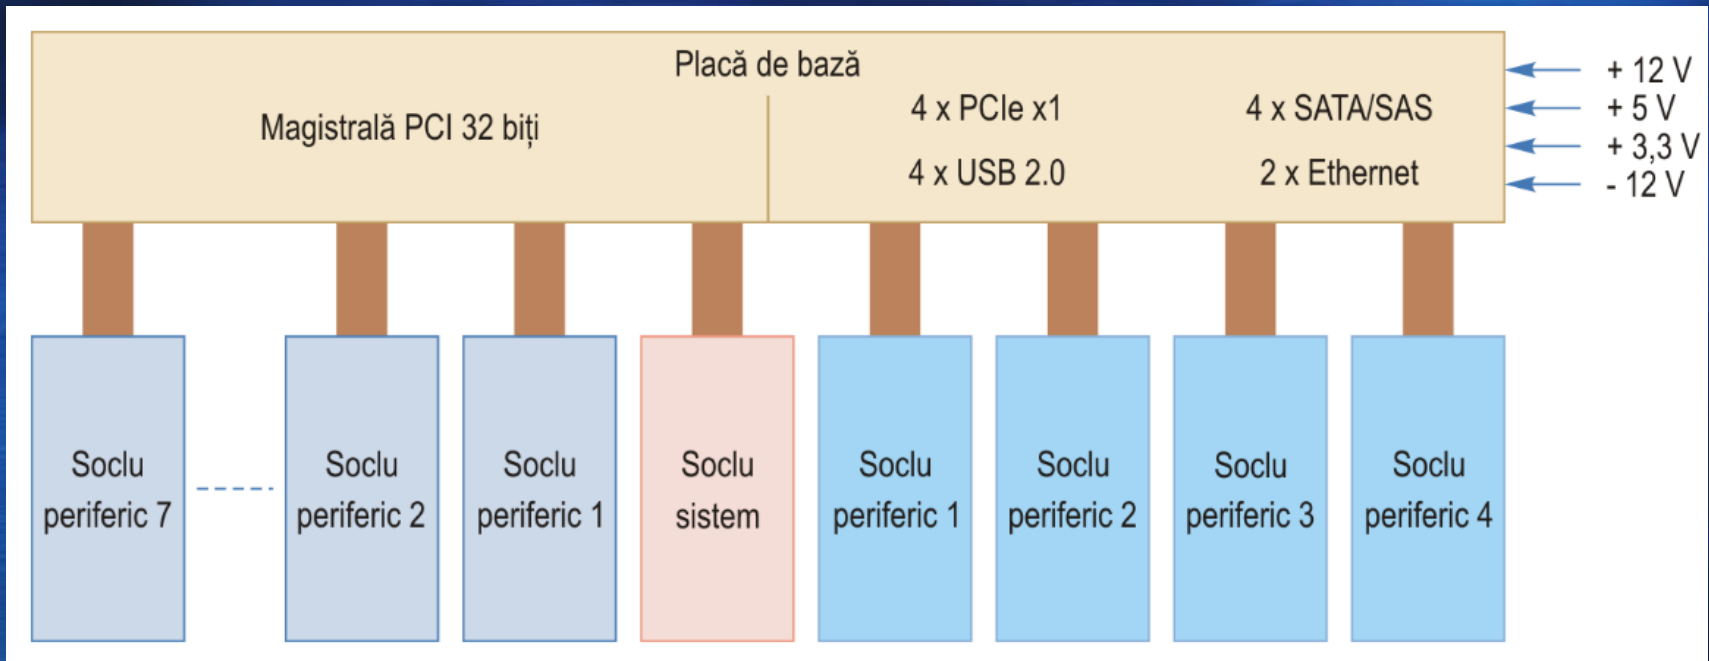 Placă de bază
Magistrală PCI 32 biți
4 x PCIe x1
4 x SATA/SAS
4 x USB 2.0
2 x Ethernet
+ 12 V
+ 5 V
+ 3,3 V
- 12 V
Soclu
periferic 7
Soclu
periferic 2
Soclu
periferic 1
Soclu
sistem
Soclu
periferic 1
Soclu
periferic 2
Soclu
periferic 3
Soclu
periferic 4